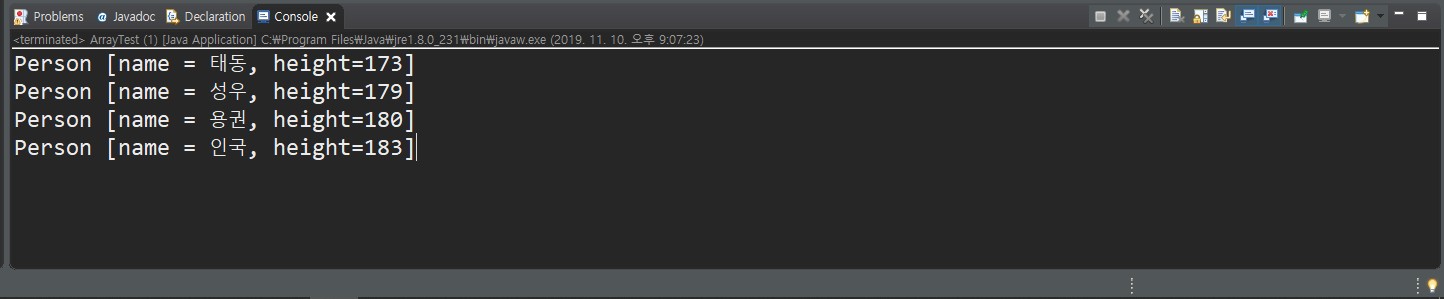 Problems @ Javadoc Declaration Console
<terminated> ArrayTest (1) [Java Application] C:₩Program Files₩Java₩jre1.8.0_231₩bin₩javaw.exe (2019. 11. 10. 오후 9:07:23)
Person [name = 태동, height=173]
Person [name = 성우, height=179]
Person [name = 용권, height=180]
Person [name = 인국, height=183]